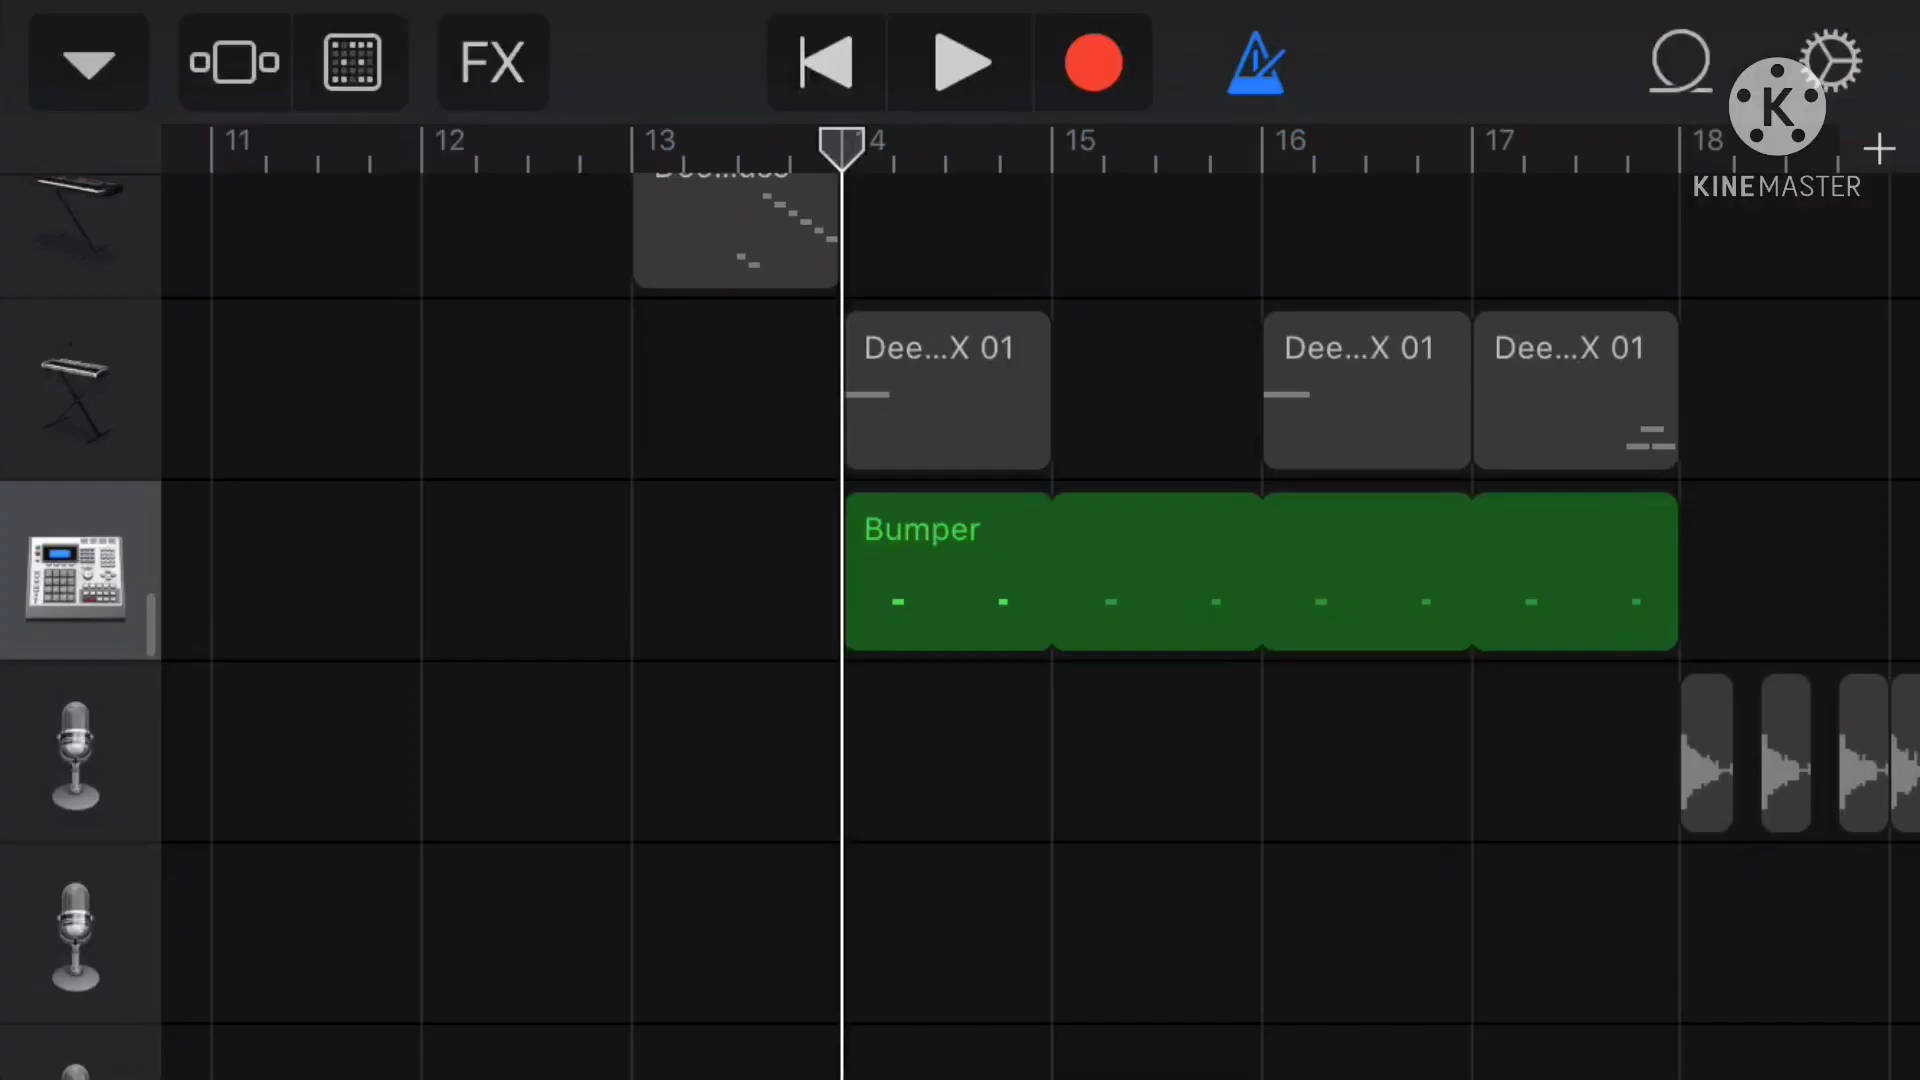 FX
11
12
13
4
15
16
17
18
KINEMASTER
K
Dee...X 01
Dee...X 01
Dee...X 01
Bumper